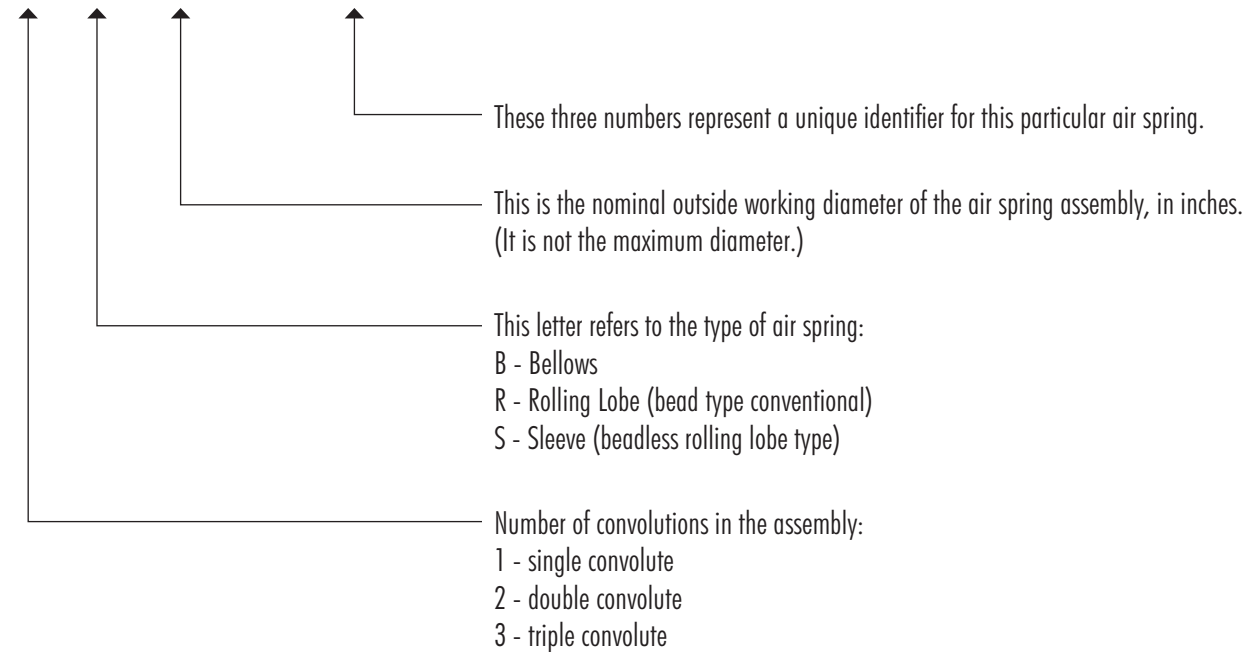 These three numbers represent a unique identifier for this particular air spring.
This is the nominal outside working diameter of the air spring assembly, in inches.
(It is not the maximum diameter.)
This letter refers to the type of air spring:
B - Bellows
R - Rolling Lobe (bead type conventional)
S - Sleeve (beadless rolling lobe type)
Number of convolutions in the assembly:
1 - single convolute
2 - double convolute
3 - triple convolute